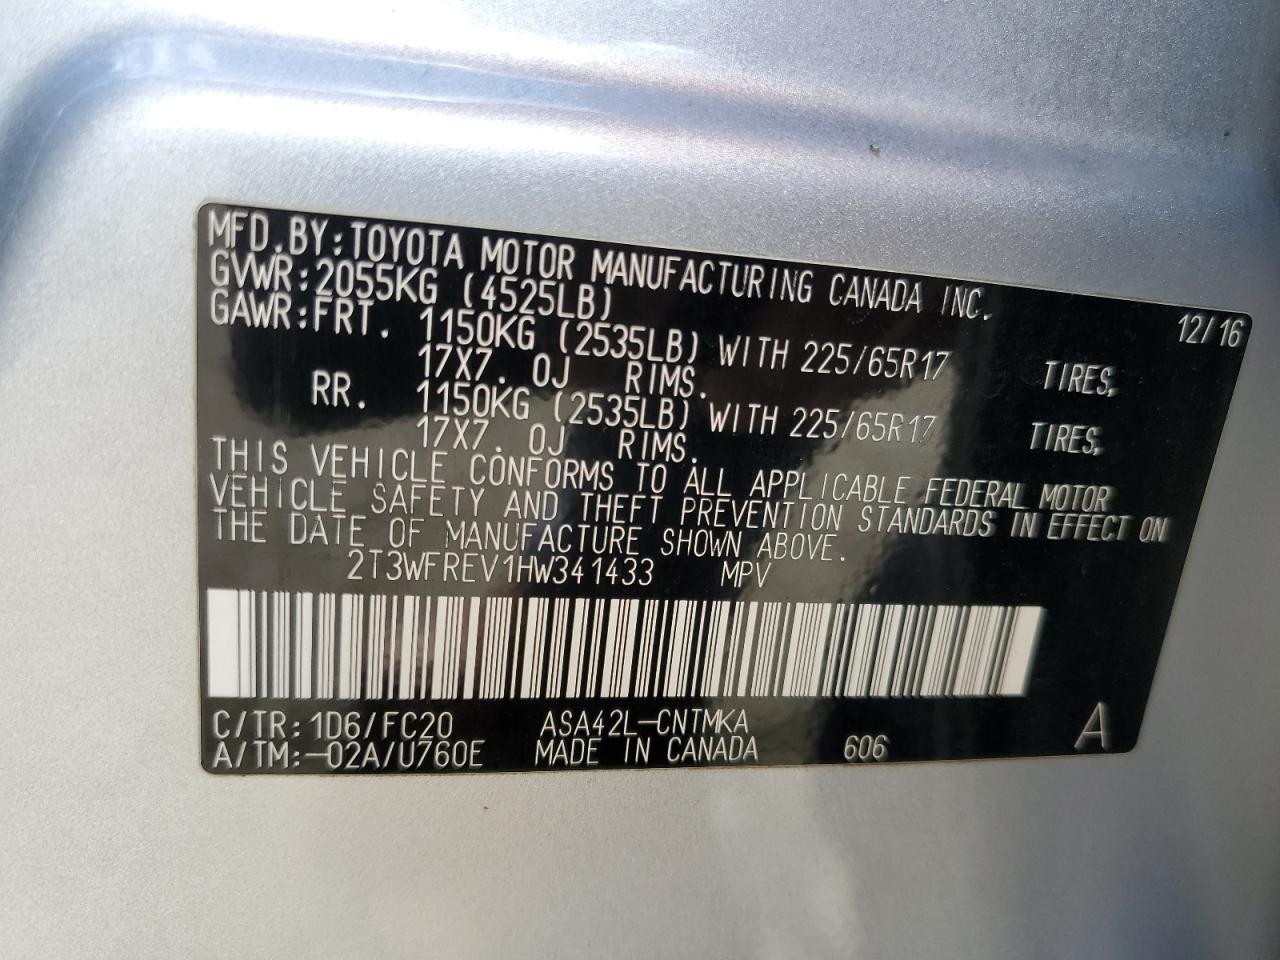 MFD.BY:TOYOTA MOTOR MANUFACTURING CANADA INC. 12/16
GVWR:2055KG (4525LB)
GAWR:FRT. 1150KG (2535LB) WITH 225/65R17 TIRES,
17X7.0J RIMS.
RR. 1150KG (2535LB) WITH 225/65R17 TIRES,
17X7.0J RIMS.
THIS VEHICLE CONFORMS TO ALL APPLICABLE FEDERAL MOTOR
VEHICLE SAFETY AND THEFT PREVENTION STANDARDS IN EFFECT ON
THE DATE OF MANUFACTURE SHOWN ABOVE.
2T3WFREV1HW341433 MPV
C/TR:1D6/FC20 ASA42L-CNTMKA
A/TM:-02A/U760E MADE IN CANADA 606 A